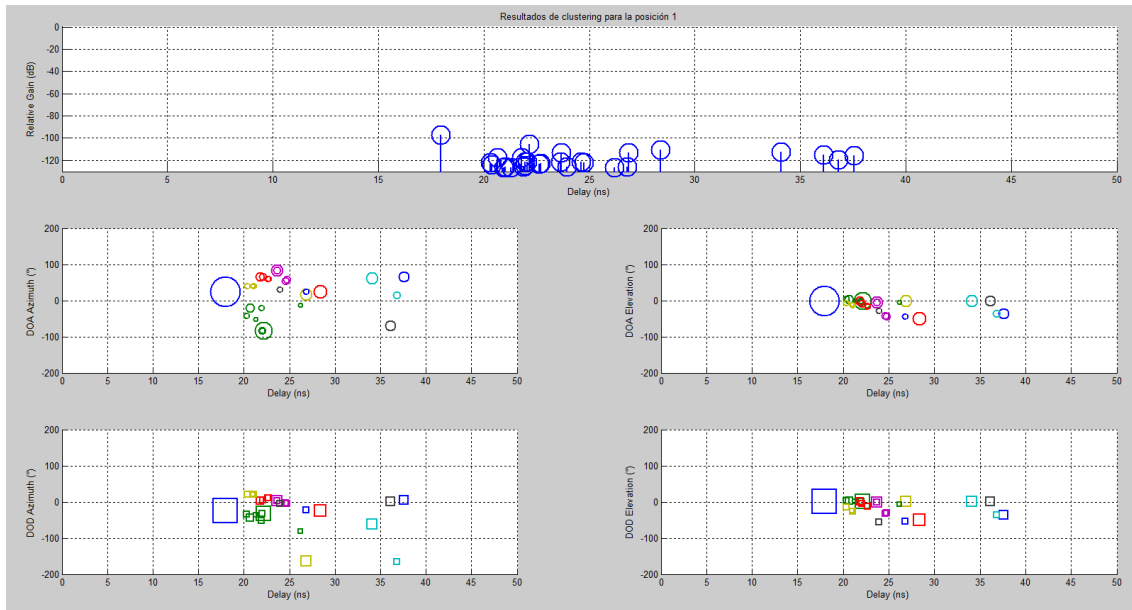 Resultados de clustering para la posición 1
Relative Gain (dB)
0
-20
-40
-60
-80
-100
-120
0 5 10 15 20 25 30 35 40 45 50
Delay (ns)
DOA Azimuth (°)
200
100
0
-100
-200
0 5 10 15 20 25 30 35 40 45 50
Delay (ns)
DOA Elevation (°)
200
100
0
-100
-200
0 5 10 15 20 25 30 35 40 45 50
Delay (ns)
DOD Azimuth (°)
200
100
0
-100
-200
0 5 10 15 20 25 30 35 40 45 50
Delay (ns)
DOD Elevation (°)
200
100
0
-100
-200
0 5 10 15 20 25 30 35 40 45 50
Delay (ns)